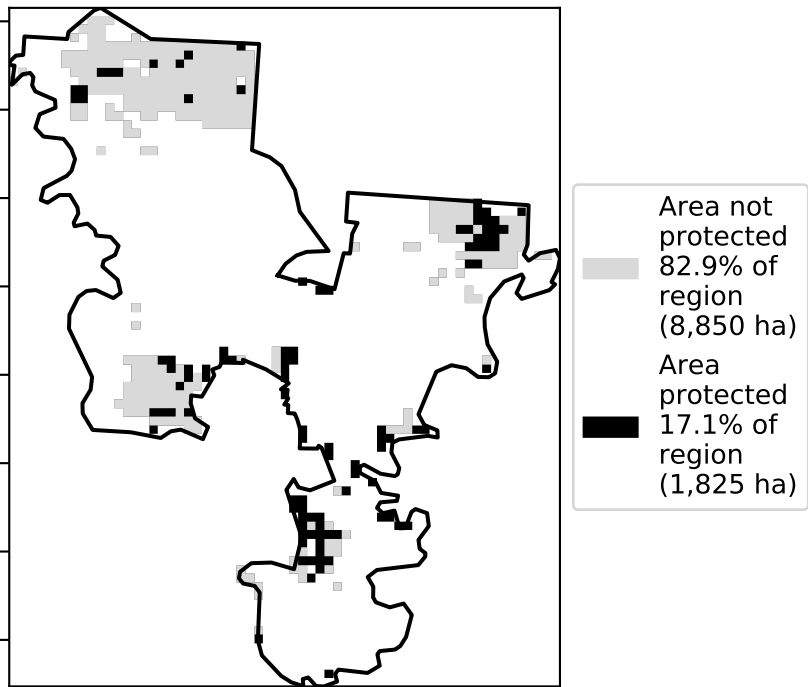 Area not
protected
82.9% of
region
(8,850 ha)
Area
protected
17.1% of
region
(1,825 ha)